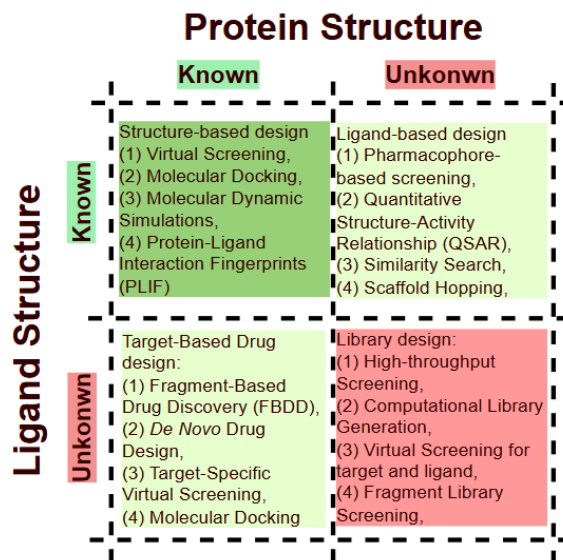 Protein Structure
Known
Unkonwn
Ligand Structure
Known
Structure-based design
(1) Virtual Screening,
(2) Molecular Docking,
(3) Molecular Dynamic
Simulations,
(4) Protein-Ligand
Interaction Fingerprints
(PLIF)
Ligand-based design
(1) Pharmacophore-
based screening,
(2) Quantitative
Structure-Activity
Relationship (QSAR),
(3) Similarity Search,
(4) Scaffold Hopping,
Unkonwn
Target-Based Drug
design:
(1) Fragment-Based
Drug Discovery (FBDD),
(2) De Novo Drug
Design,
(3) Target-Specific
Virtual Screening,
(4) Molecular Docking
Library design:
(1) High-throughput
Screening,
(2) Computational Library
Generation,
(3) Virtual Screening for
target and ligand,
(4) Fragment Library
Screening,